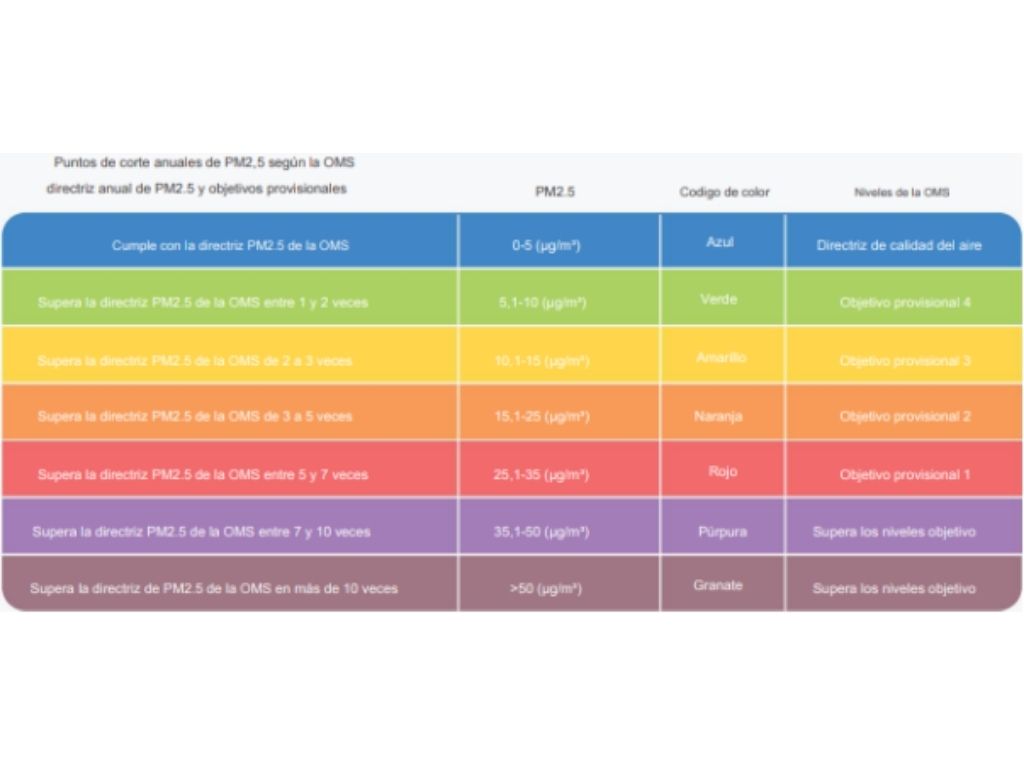 Puntos de corte anuales de PM2,5 según la OMS
directriz anual de PM2.5 y objetivos provisionales
PM2.5
Codigo de color
Niveles de la OMS
Cumple con la directriz PM2.5 de la OMS
0-5 (µg/m³)
Azul
Directriz de calidad del aire
Supera la directriz PM2.5 de la OMS entre 1 y 2 veces
5,1-10 (µg/m³)
Verde
Objetivo provisional 4
Supera la directriz PM2.5 de la OMS de 2 a 3 veces
10,1-15 (µg/m³)
Amarillo
Objetivo provisional 3
Supera la directriz PM2.5 de la OMS de 3 a 5 veces
15,1-25 (µg/m³)
Naranja
Objetivo provisional 2
Supera la directriz PM2.5 de la OMS entre 5 y 7 veces
25,1-35 (µg/m³)
Rojo
Objetivo provisional 1
Supera la directriz PM2.5 de la OMS entre 7 y 10 veces
35,1-50 (µg/m³)
Púrpura
Supera los niveles objetivo
Supera la directriz de PM2.5 de la OMS en más de 10 veces
>50 (µg/m³)
Granate
Supera los niveles objetivo